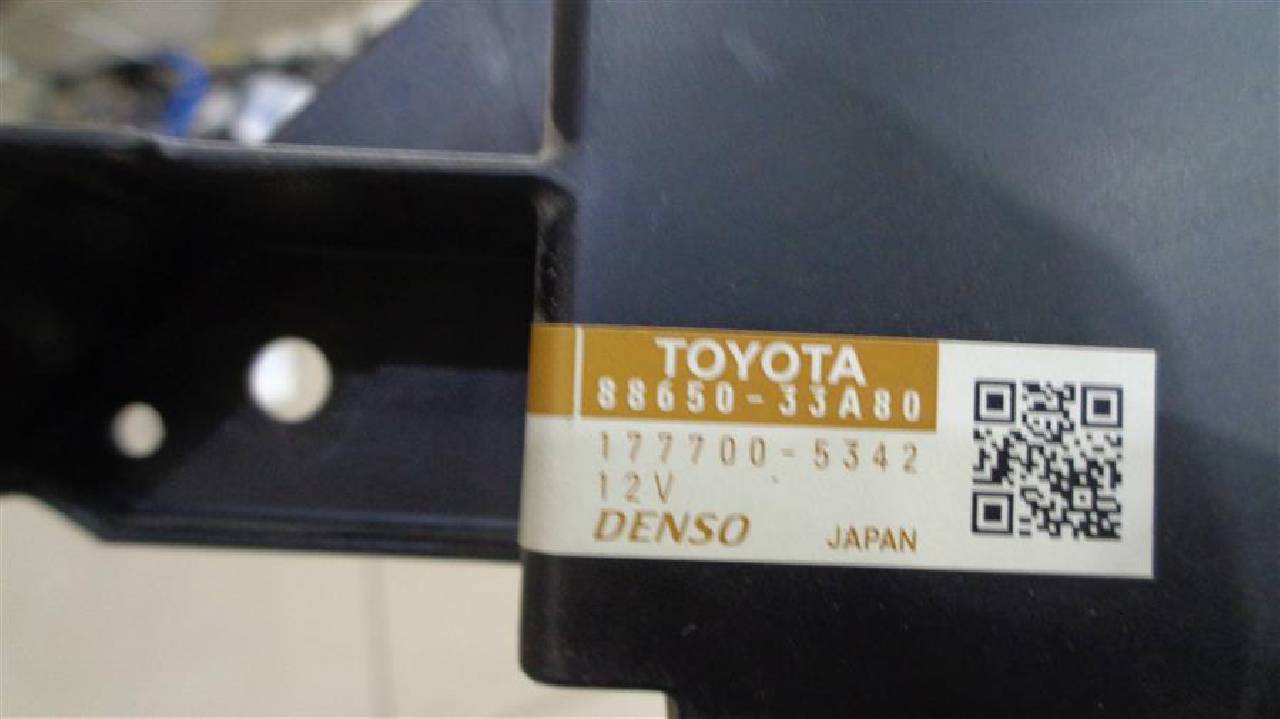 TOYOTA
88650-33A80
177700-5342
12V
DENSO JAPAN